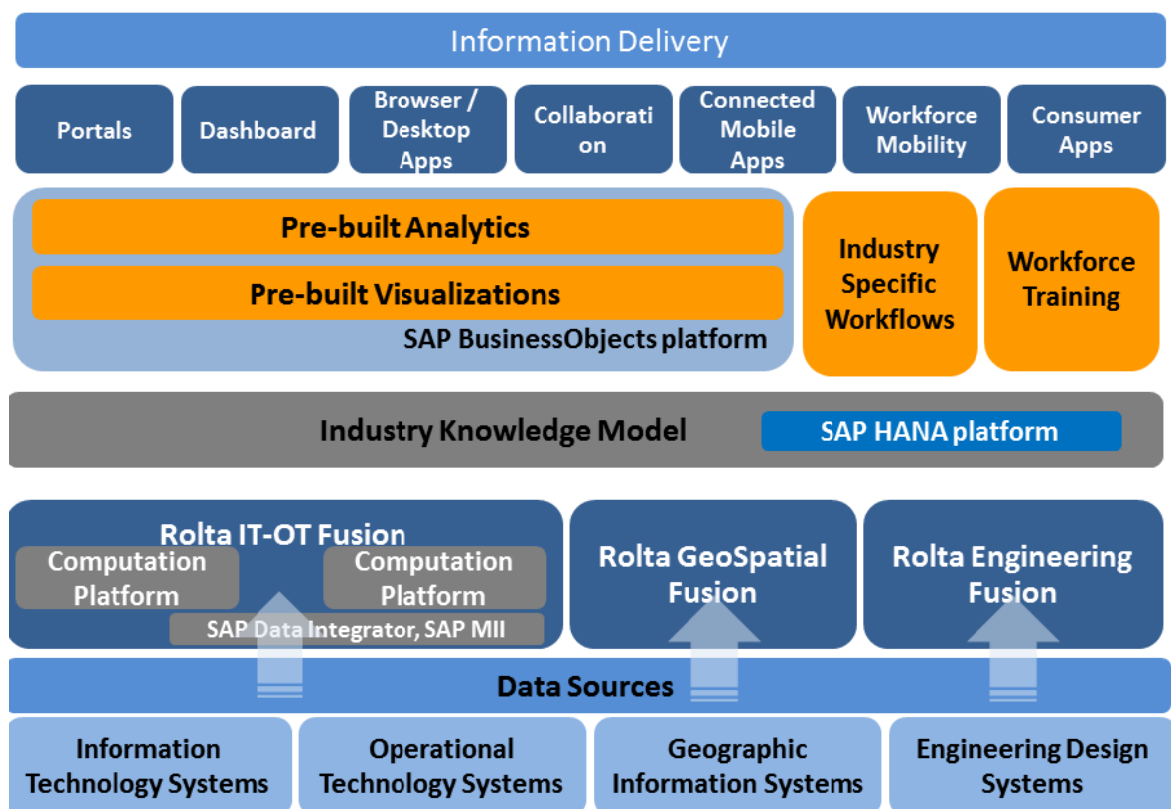 Information Delivery
Portals
Dashboard
Browser /
Desktop
Apps
Collaborati
on
Connected
Mobile
Apps
Workforce
Mobility
Consumer
Apps
Pre-built Analytics
Pre-built Visualizations
SAP BusinessObjects platform
Industry
Specific
Workflows
Workforce
Training
Industry Knowledge Model
SAP HANA platform
Rolta IT-OT Fusion
Computation
Platform
Computation
Platform
SAP Data Integrator, SAP MII
Rolta GeoSpatial
Fusion
Rolta Engineering
Fusion
Data Sources
Information
Technology Systems
Operational
Technology Systems
Geographic
Information Systems
Engineering Design
Systems